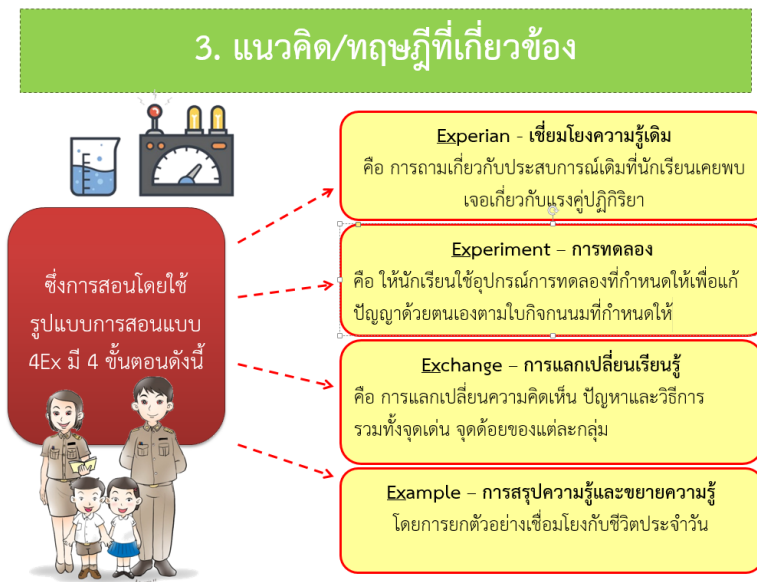 3. แนวคิด/ทฤษฎีที่เกี่ยวข้อง
ซึ่งการสอนโดยใช้
รูปแบบการสอนแบบ
4Ex มี 4 ขั้นตอนดังนี้
Experian - เชี่ยมโยงความรู้เดิม
คือ การถามเกี่ยวกับประสบการณ์เดิมที่นักเรียนเคยพบ
เจอเกี่ยวกับแรงคู่ปฏิกิริยา
Experiment – การทดลอง
คือ ให้นักเรียนใช้อุปกรณ์การทดลองที่กำหนดให้เพื่อแก้
ปัญญาด้วยตนเองตามใบกิจกนนมที่กำหนดให้
Exchange – การแลกเปลี่ยนเรียนรู้
คือ การแลกเปลี่ยนความคิดเห็น ปัญหาและวิธีการ
รวมทั้งจุดเด่น จุดด้อยของแต่ละกลุ่ม
Example – การสรุปความรู้และขยายความรู้
โดยการยกตัวอย่างเชื่อมโยงกับชีวิตประจำวัน